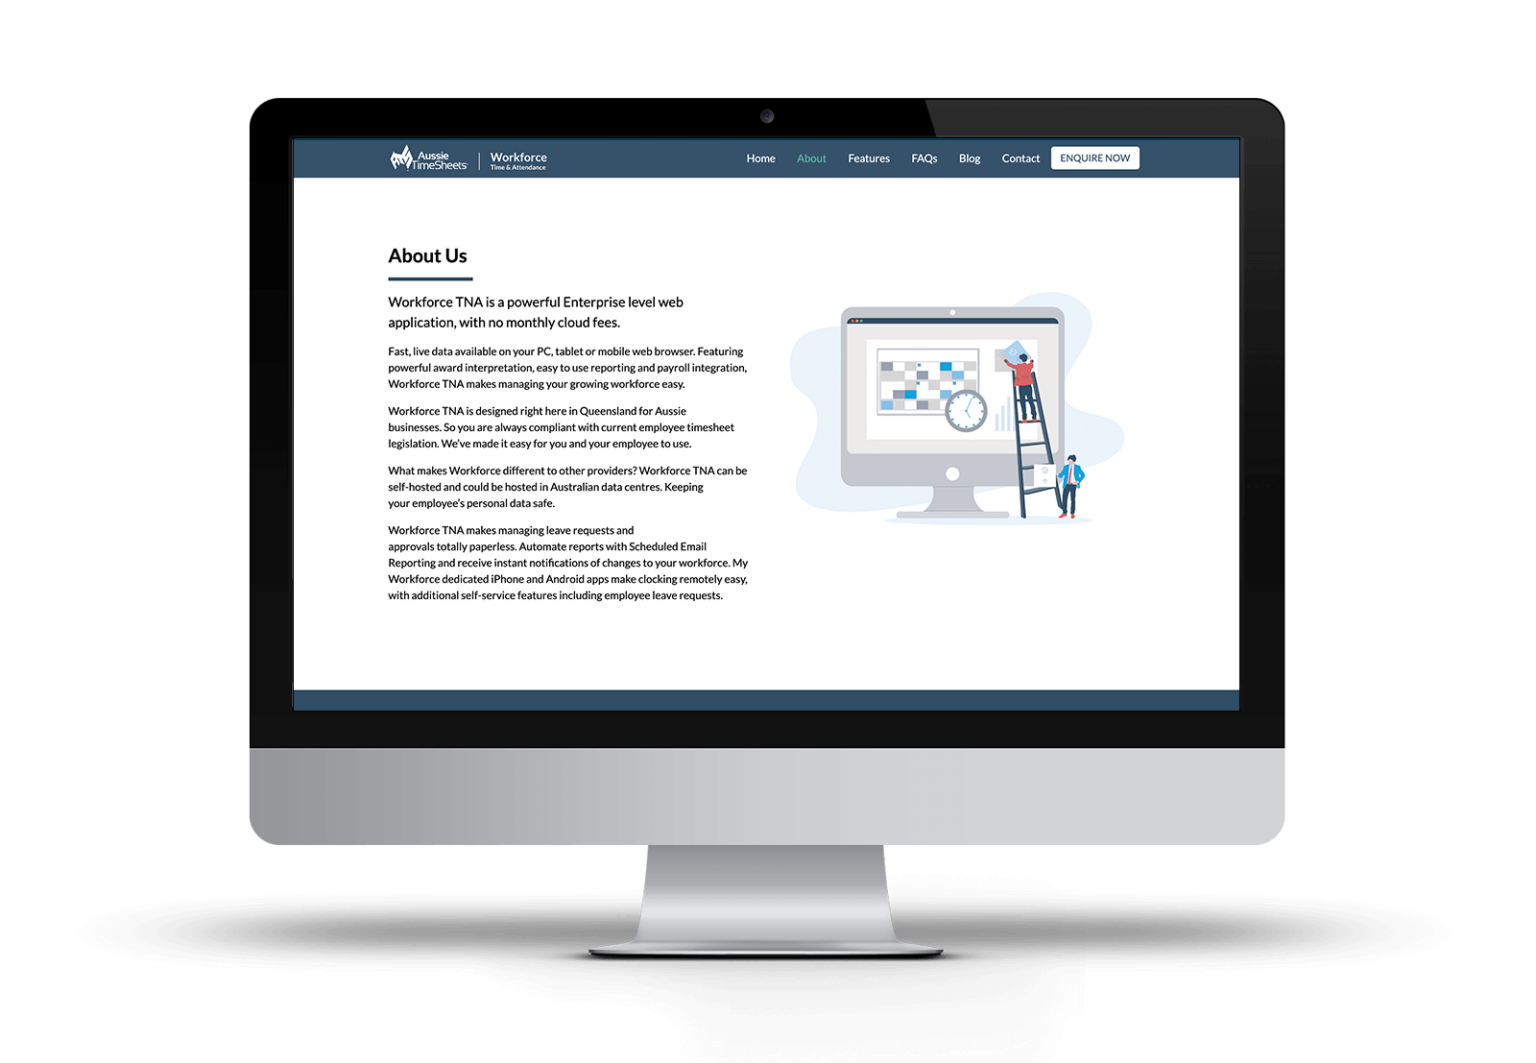 Aussie
TimeSheets
Workforce
Time & Attendance
Home
About
Features
FAQs
Blog
Contact
ENQUIRE NOW
About Us
Workforce TNA is a powerful Enterprise level web
application, with no monthly cloud fees.
Fast, live data available on your PC, tablet or mobile web browser. Featuring
powerful award interpretation, easy to use reporting and payroll integration,
Workforce TNA makes managing your growing workforce easy.
Workforce TNA is designed right here in Queensland for Aussie
businesses. So you are always compliant with current employee timesheet
legislation. We've made it easy for you and your employee to use.
What makes Workforce different to other providers? Workforce TNA can be
self-hosted and could be hosted in Australian data centres. Keeping
your employee's personal data safe.
Workforce TNA makes managing leave requests and
approvals totally paperless. Automate reports with Scheduled Email
Reporting and receive instant notifications of changes to your workforce. My
Workforce dedicated iPhone and Android apps make clocking remotely easy,
with additional self-service features including employee leave requests.